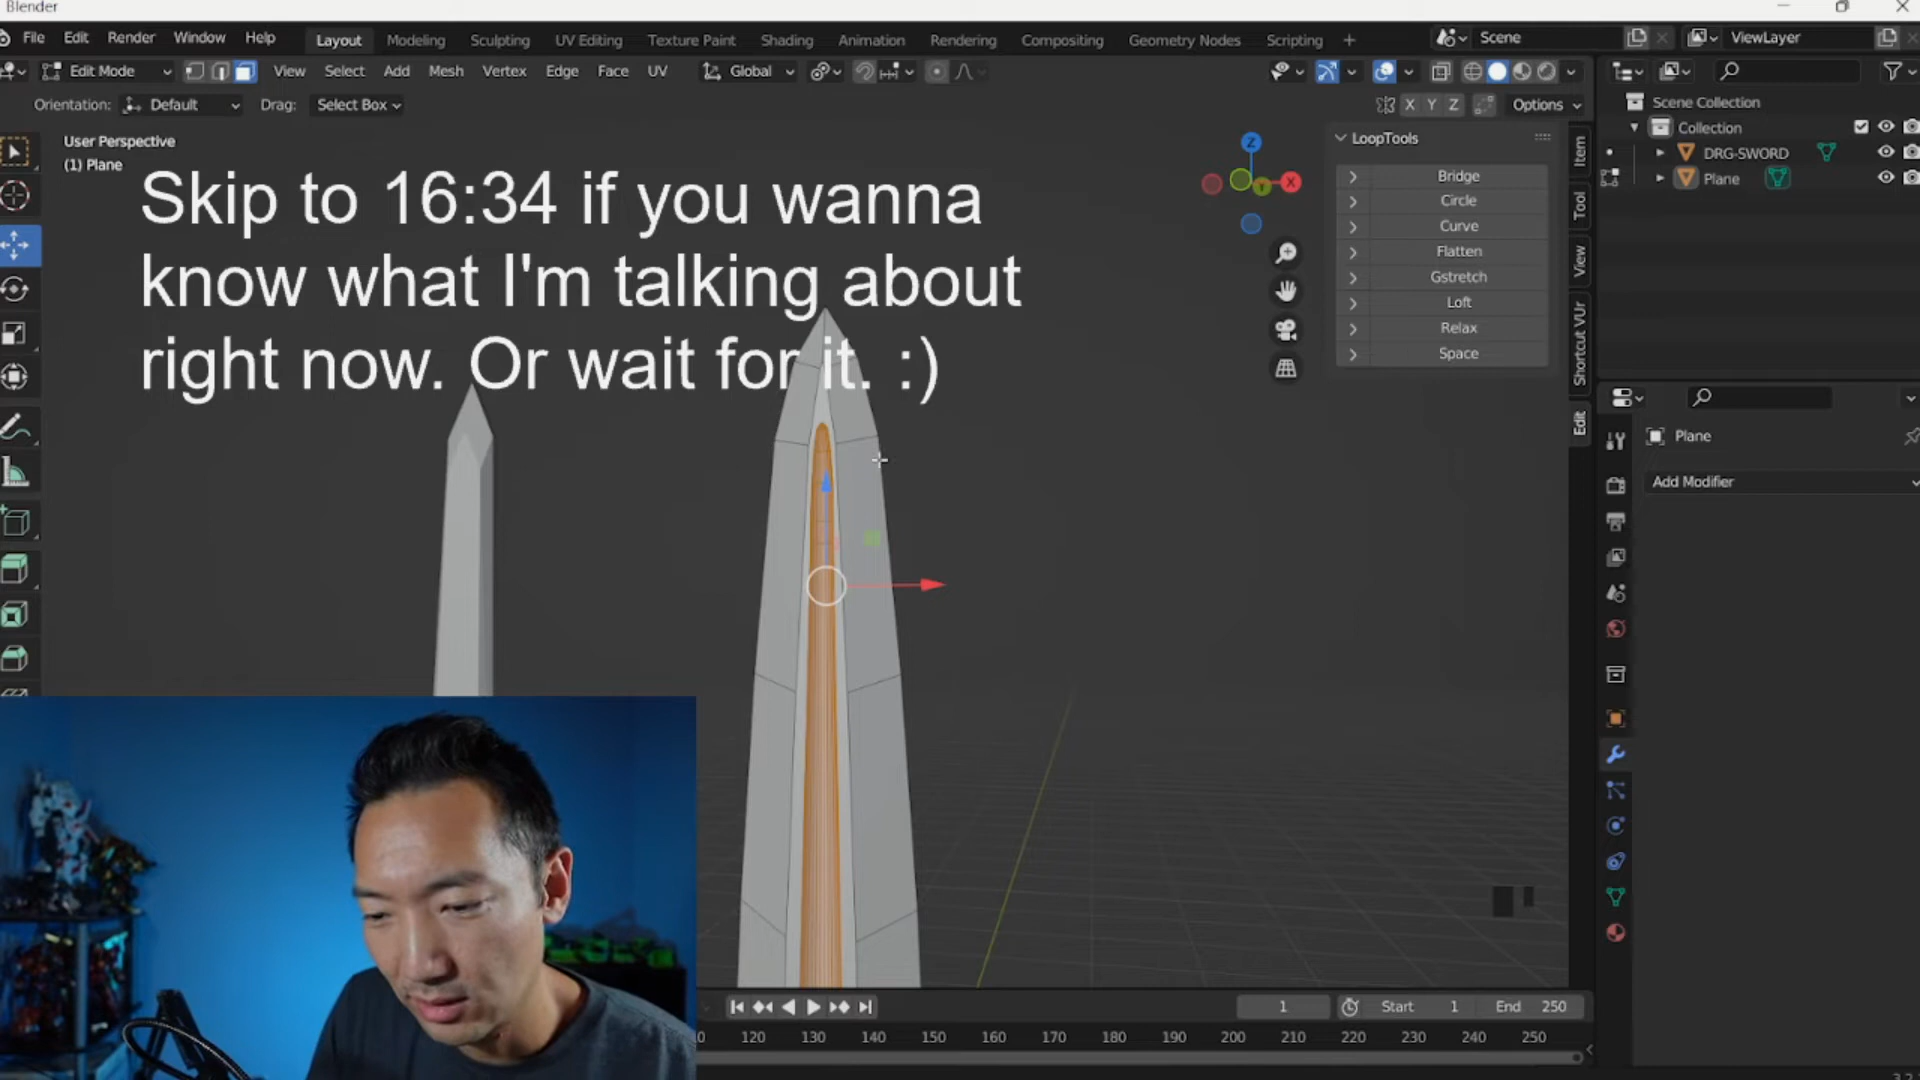 Blender
File Edit Render Window Help Layout Modeling Sculpting UV Editing Texture Paint Shading Animation Rendering Compositing Geometry Nodes Scripting + Scene ViewLayer
Edit Mode View Select Add Mesh Vertex Edge Face UV Global
Orientation: Default Drag: Select Box X Y Z Options
User Perspective
(1) Plane
Skip to 16:34 if you wanna
know what I'm talking about
right now. Or wait for it. :)
Z
X
Y
LoopTools
Bridge
Circle
Curve
Flatten
Gstretch
Loft
Relax
Space
Item
Tool
View
Shortcut VUr
Edit
Scene Collection
Collection
DRG-SWORD
Plane
Plane
Add Modifier
1 Start 1 End 250
120 130 140 150 160 170 180 190 200 210 220 230 240 250